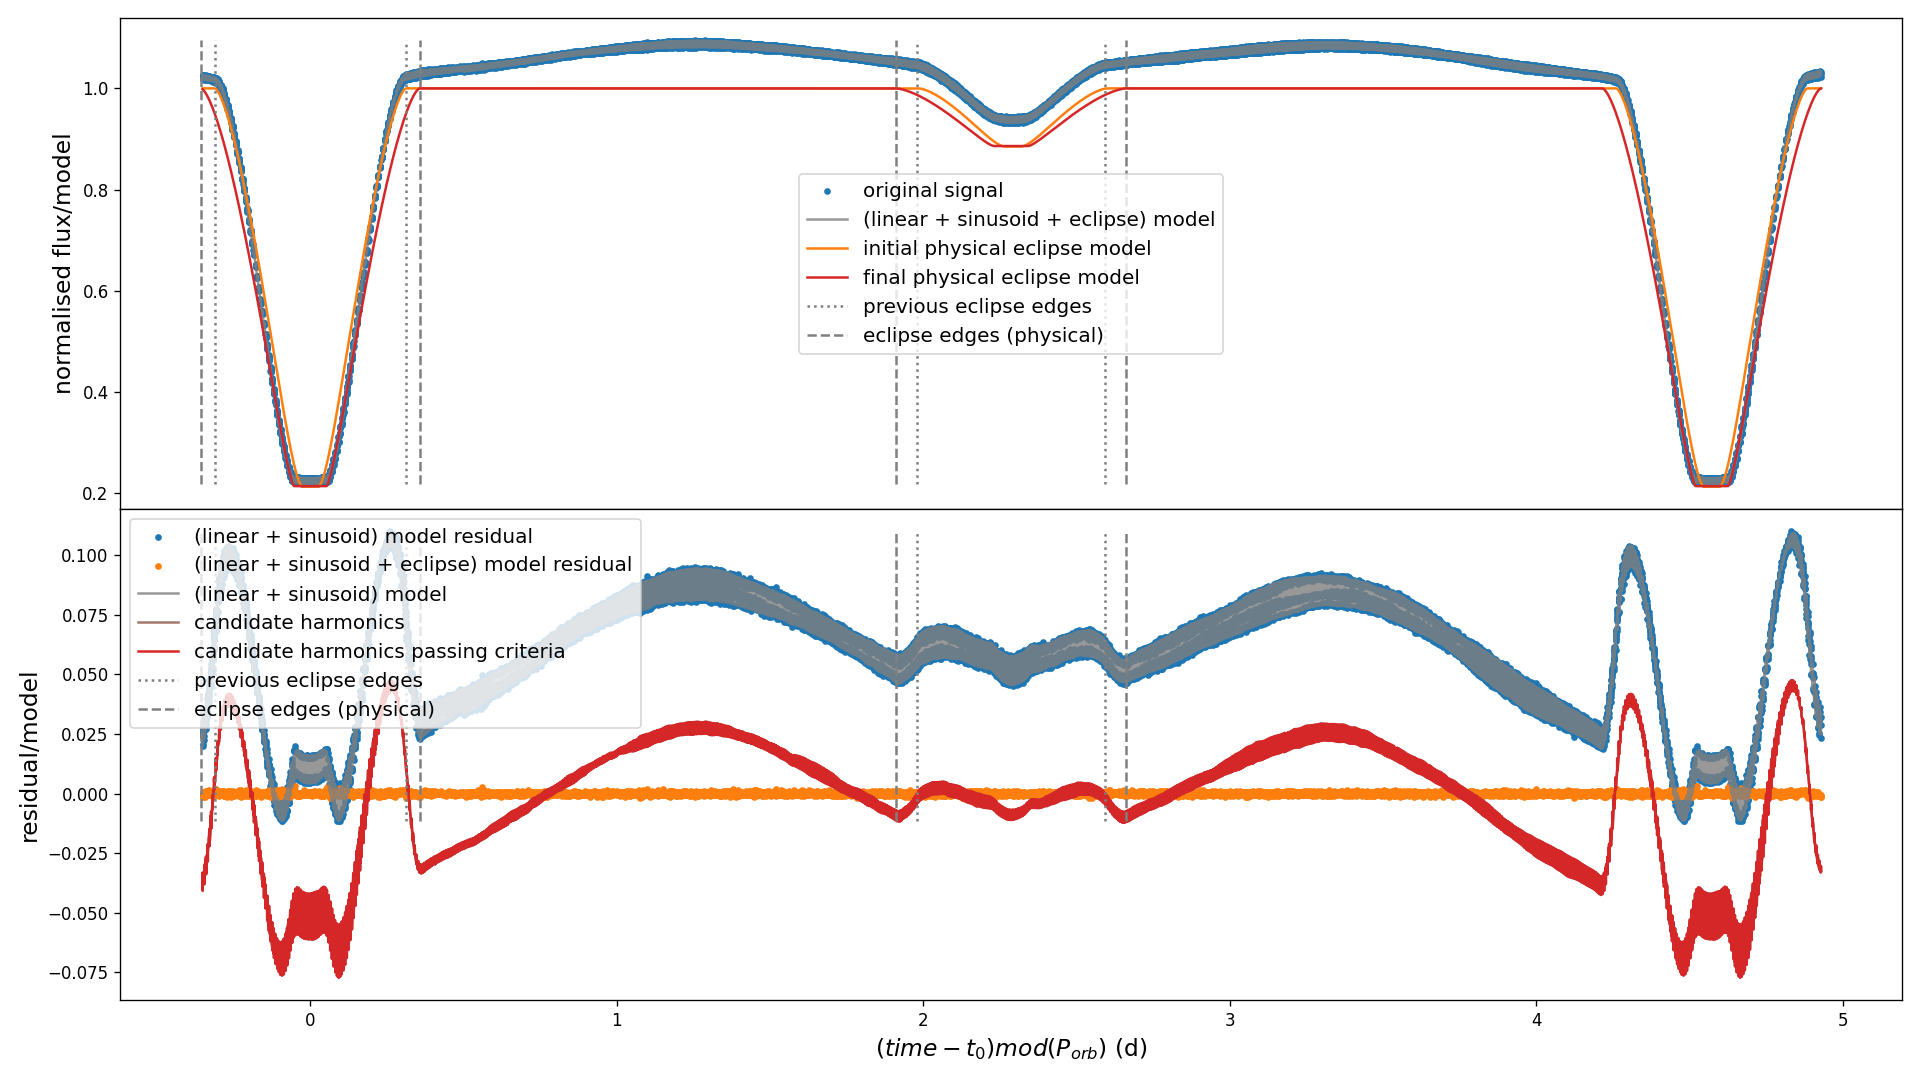 normalised flux/model
1.0
0.8
0.6
0.4
0.2
original signal
(linear + sinusoid + eclipse) model
initial physical eclipse model
final physical eclipse model
previous eclipse edges
eclipse edges (physical)
residual/model
0.100
0.075
0.050
0.025
0.000
−0.025
−0.050
−0.075
(linear + sinusoid) model residual
(linear + sinusoid + eclipse) model residual
(linear + sinusoid) model
candidate harmonics
candidate harmonics passing criteria
previous eclipse edges
eclipse edges (physical)
0 1 2 3 4 5
(time − t₀)mod(Pₒᵣb) (d)